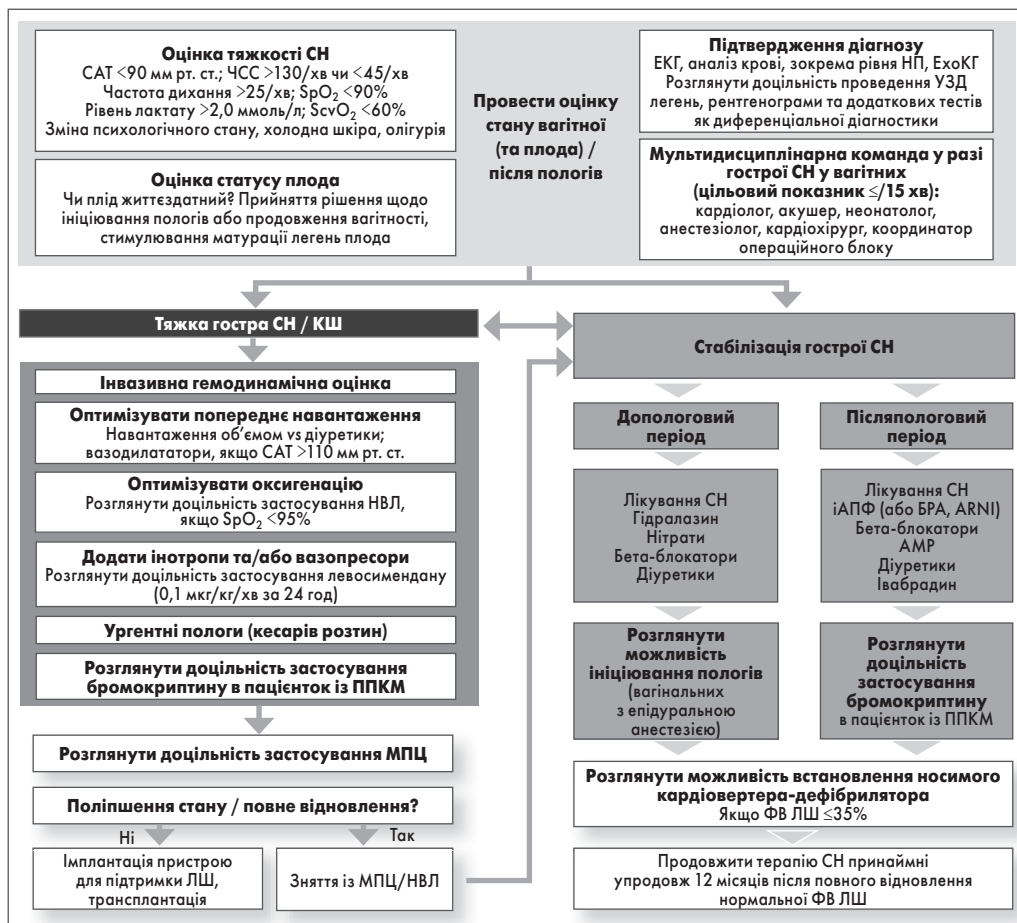 Оцінка тяжкості СН
САТ <90 мм рт. ст.; ЧСС >130/хв чи <45/хв
Частота дихання >25/хв; SpO₂ <90%
Рівень лактату >2,0 ммоль/л; ScvO₂ <60%
Зміна психологічного стану, холодна шкіра, олігурія
Оцінка статусу плода
Чи плід життєздатний? Прийняття рішення щодо
ініціювання пологів або продовження вагітності,
стимулювання матурації легень плода
Провести оцінку
стану вагітної
(та плода) /
після пологів
Підтвердження діагнозу
ЕКГ, аналіз крові, зокрема рівня НП, ЕхоКГ
Розглянути доцільність проведення УЗД
легень, рентгенограми та додаткових тестів
як диференціальної діагностики
Мультидисциплінарна команда у разі
гострої СН у вагітних
(цільовий показник ≤/15 хв):
кардіолог, акушер, неонатолог,
анестезіолог, кардіохірург, координатор
операційного блоку
Тяжка гостра СН / КШ
Інвазивна гемодинамічна оцінка
Оптимізувати попереднє навантаження
Навантаження об’ємом vs діуретики;
вазодилататори, якщо САТ >110 мм рт. ст.
Оптимізувати оксигенацію
Розглянути доцільність застосування НВЛ,
якщо SpO₂ <95%
Додати інотропи та/або вазопресори
Розглянути доцільність застосування левосимендану
(0,1 мкг/кг/хв за 24 год)
Ургентні пологи (кесарів розтин)
Розглянути доцільність застосування
бромокриптину в пацієнток із ППКМ
Розглянути доцільність застосування МПЦ
Поліпшення стану / повне відновлення?
Ні
Так
Імплантація пристрою
для підтримки ЛШ,
трансплантація
Зняття із МПЦ/НВЛ
Стабілізація гострої СН
Допологовий
період
Лікування СН
Гідралазин
Нітрати
Бета-блокатори
Діуретики
Розглянути
можливість
ініціювання пологів
(вагінальних
з епідуральною
анестезією)
Післяпологовий
період
Лікування СН
іАПФ (або БРА, ARNI)
Бета-блокатори
АМР
Діуретики
Івабрадин
Розглянути
доцільність
застосування
бромокриптину
в пацієнток із ППКМ
Розглянути можливість встановлення носимого
кардіовертера-дефібрилятора
Якщо ФВ ЛШ ≤35%
Продовжити терапію СН принаймні
упродовж 12 місяців після повного відновлення
нормальної ФВ ЛШ